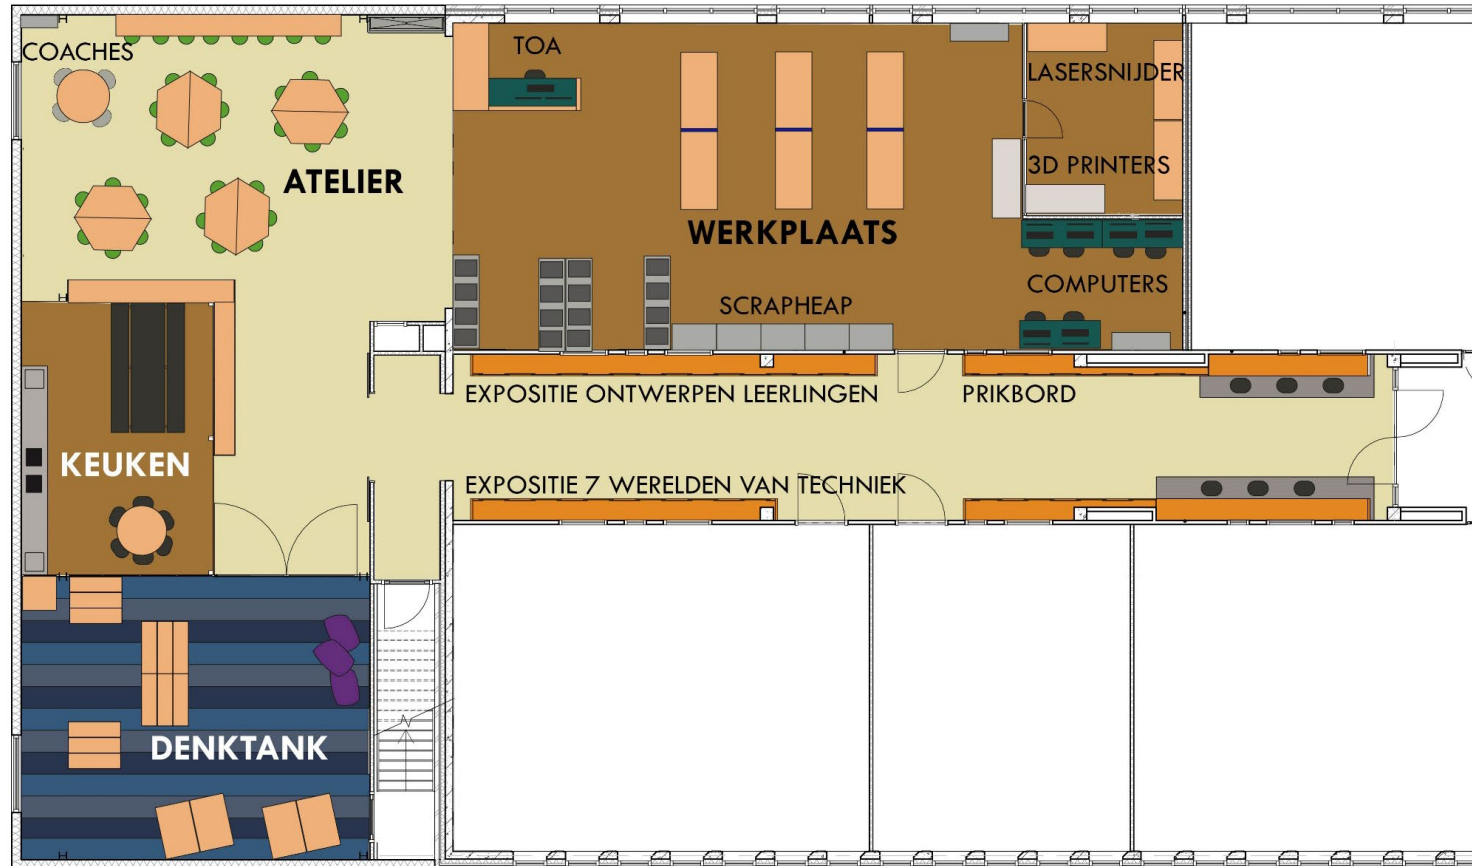 COACHES
TOA
LASERSNIJDER
ATELIER
3D PRINTERS
WERKPLAATS
COMPUTERS
SCRAPHEAP
EXPOSITIE ONTWERPEN LEERLINGEN
PRIKBORD
KEUKEN
EXPOSITIE 7 WERELDEN VAN TECHNIEK
DENKTANK